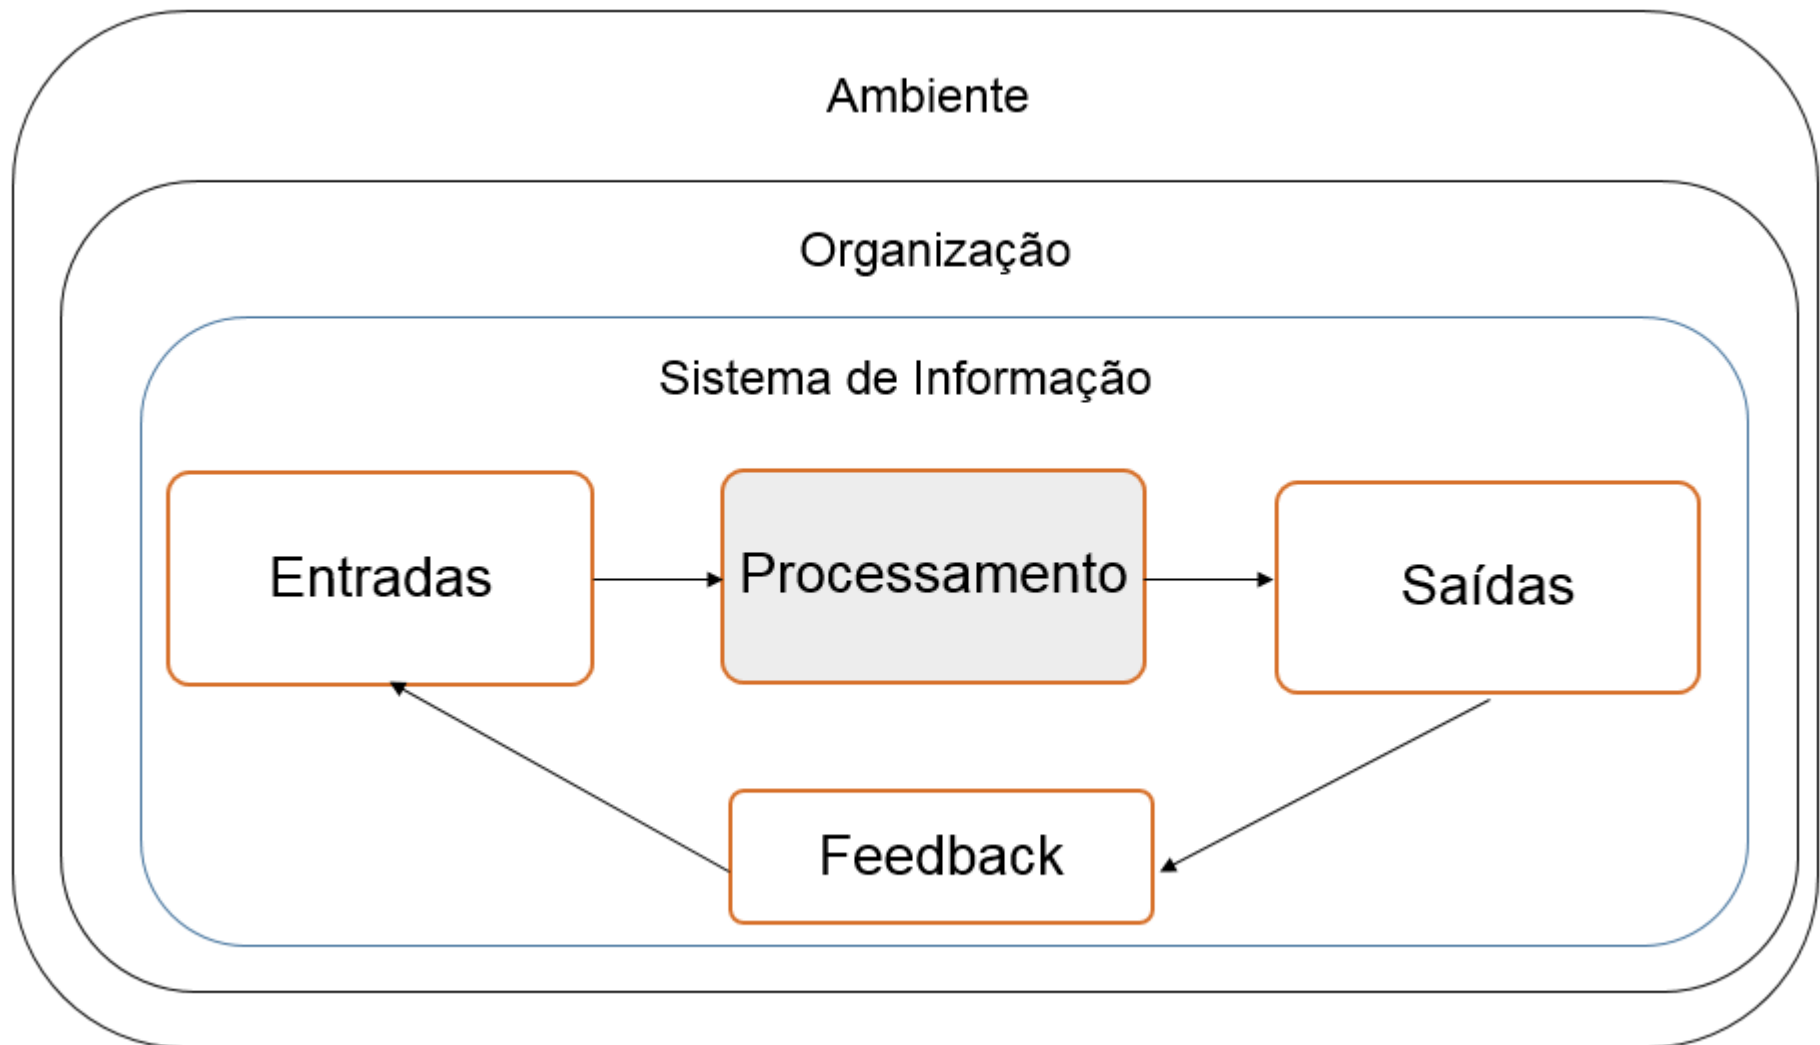 Ambiente
Organização
Sistema de Informação
Entradas
Processamento
Saídas
Feedback